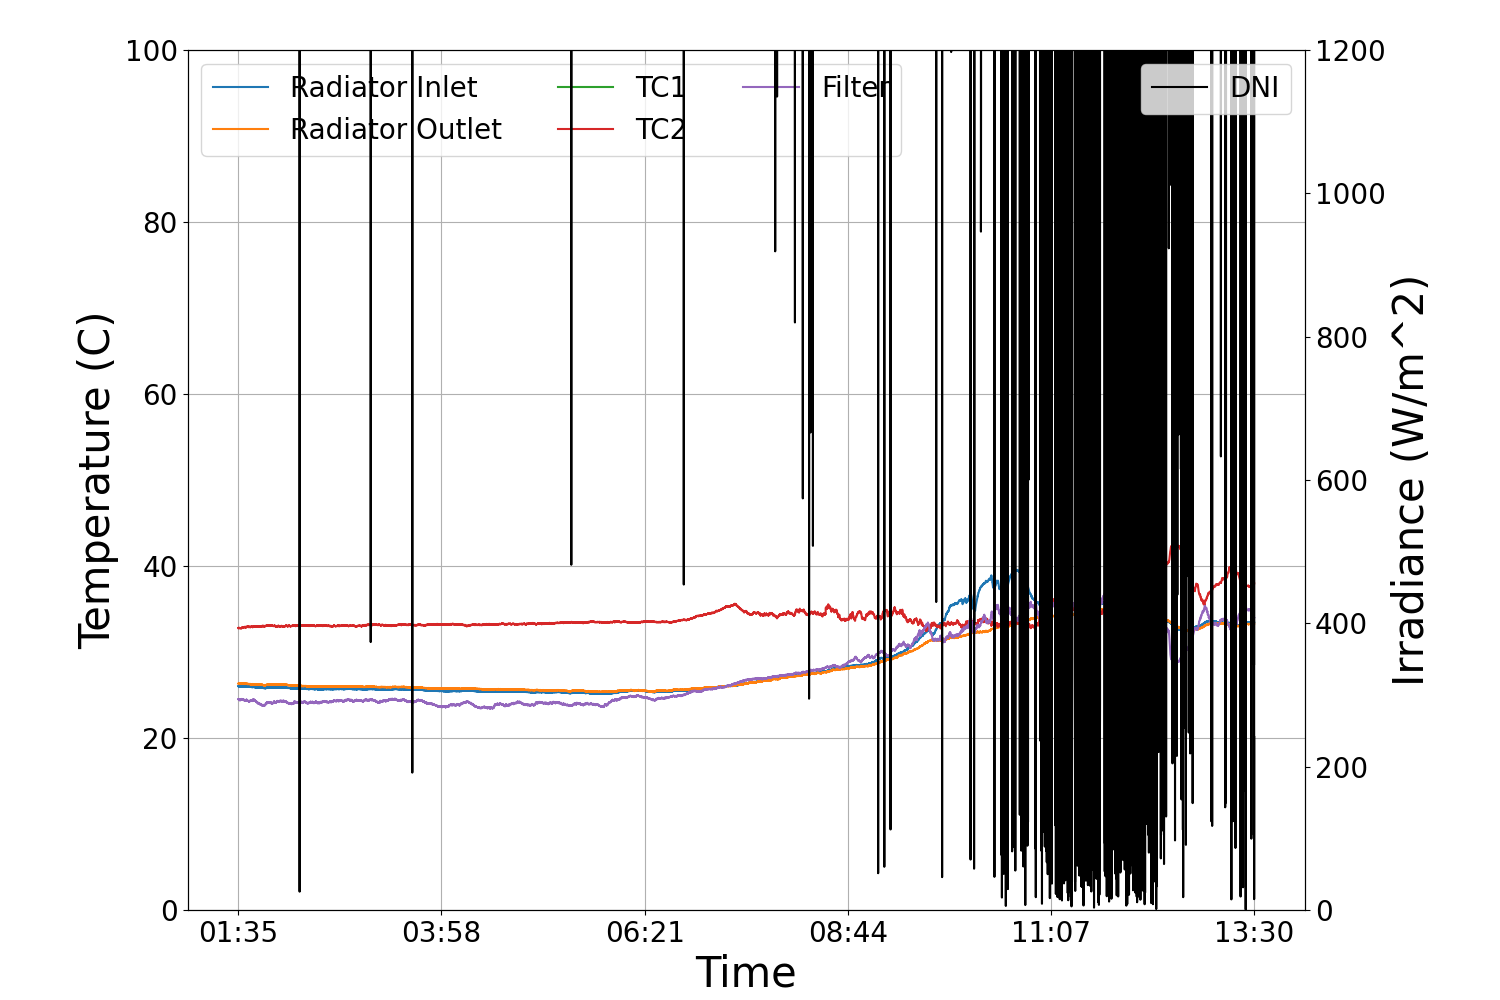 100
80
60
40
20
0
Temperature (C)
Radiator Inlet
Radiator Outlet
TC1
TC2
Filter
DNI
1200
1000
800
600
400
200
0
Irradiance (W/m^2)
01:35 03:58 06:21 08:44 11:07 13:30
Time